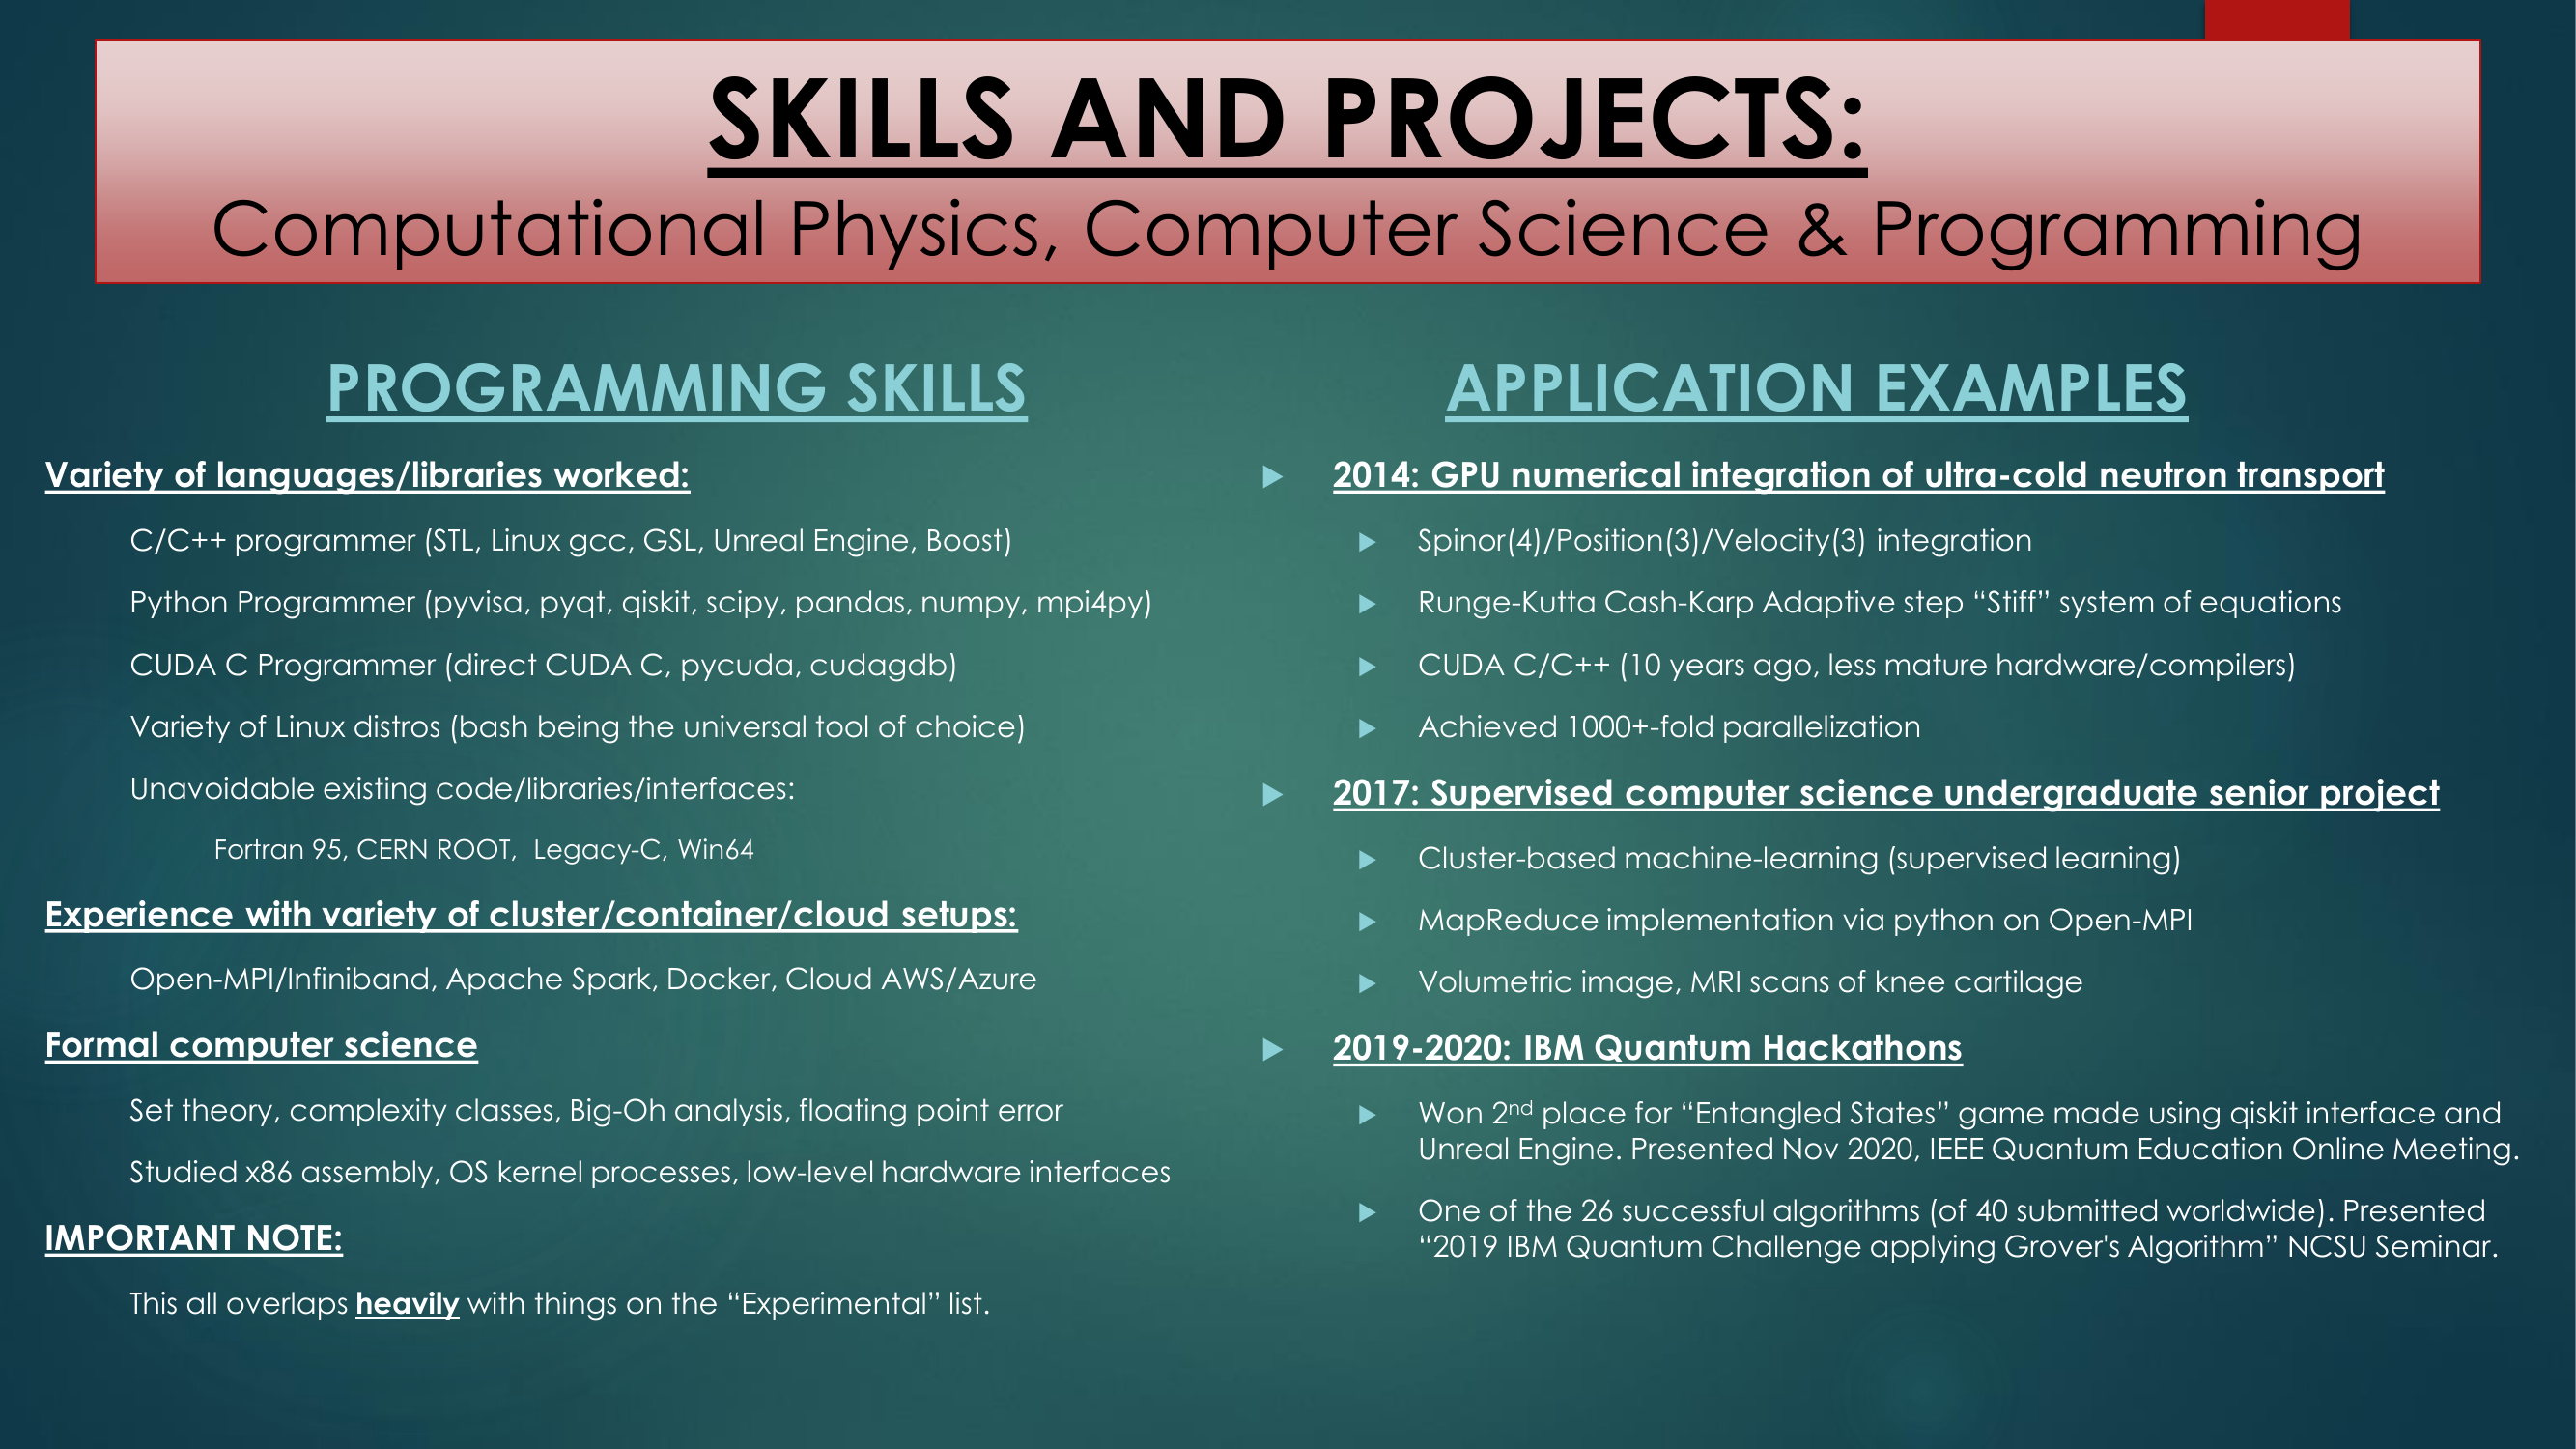 SKILLS AND PROJECTS:
Computational Physics, Computer Science & Programming
PROGRAMMING SKILLS
Variety of languages/libraries worked:
C/C++ programmer (STL, Linux gcc, GSL, Unreal Engine, Boost)
Python Programmer (pyvisa, pyqt, qiskit, scipy, pandas, numpy, mpi4py)
CUDA C Programmer (direct CUDA C, pycuda, cudagdb)
Variety of Linux distros (bash being the universal tool of choice)
Unavoidable existing code/libraries/interfaces:
Fortran 95, CERN ROOT, Legacy-C, Win64
Experience with variety of cluster/container/cloud setups:
Open-MPI/Infiniband, Apache Spark, Docker, Cloud AWS/Azure
Formal computer science
Set theory, complexity classes, Big-Oh analysis, floating point error
Studied x86 assembly, OS kernel processes, low-level hardware interfaces
IMPORTANT NOTE:
This all overlaps heavily with things on the “Experimental” list.
APPLICATION EXAMPLES
2014: GPU numerical integration of ultra-cold neutron transport
Spinor(4)/Position(3)/Velocity(3) integration
Runge-Kutta Cash-Karp Adaptive step “Stiff” system of equations
CUDA C/C++ (10 years ago, less mature hardware/compilers)
Achieved 1000+-fold parallelization
2017: Supervised computer science undergraduate senior project
Cluster-based machine-learning (supervised learning)
MapReduce implementation via python on Open-MPI
Volumetric image, MRI scans of knee cartilage
2019-2020: IBM Quantum Hackathons
Won 2nd place for “Entangled States” game made using qiskit interface and
Unreal Engine. Presented Nov 2020, IEEE Quantum Education Online Meeting.
One of the 26 successful algorithms (of 40 submitted worldwide). Presented
“2019 IBM Quantum Challenge applying Grover's Algorithm” NCSU Seminar.